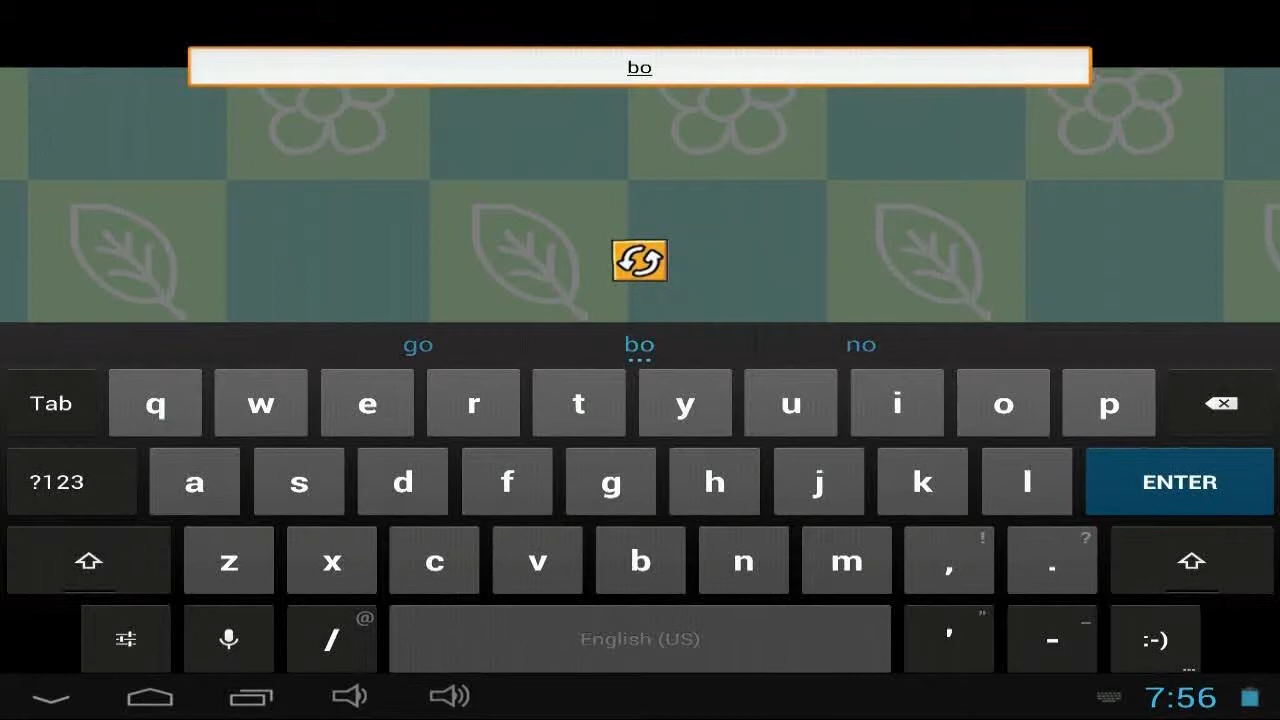 bo
go bo no
Tab q w e r t y u i o p
?123 a s d f g h j k l ENTER
z x c v b n m , ! . ?
/ @ English (US) ' " - _ :-) ...
7:56